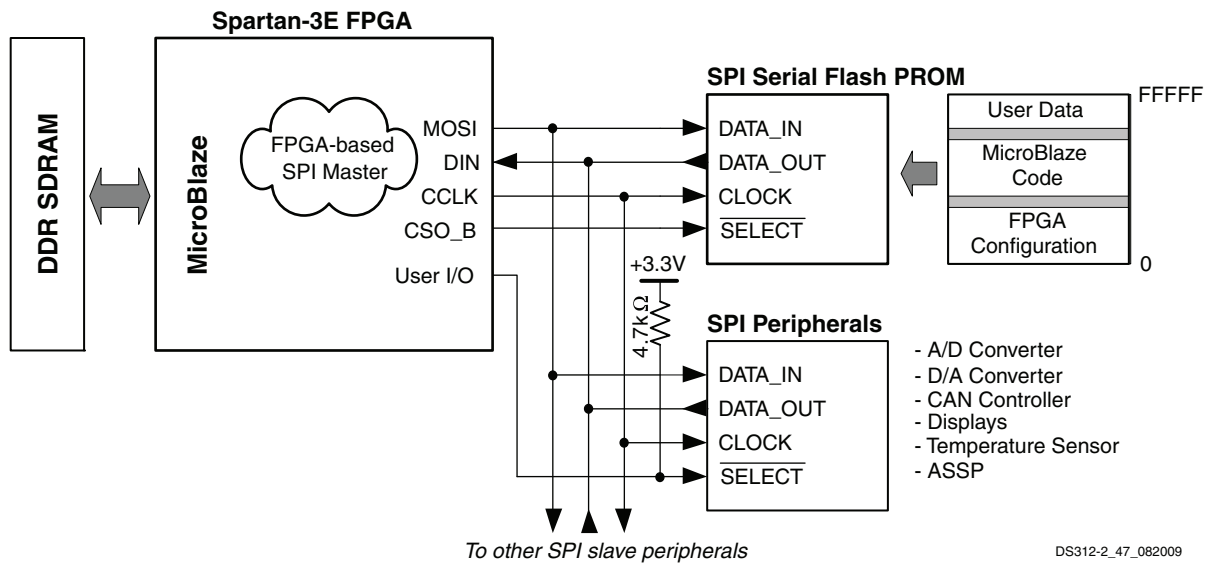 Spartan-3E FPGA
DDR SDRAM
MicroBlaze
FPGA-based
SPI Master
MOSI
DIN
CCLK
CSO_B
User I/O
SPI Serial Flash PROM
DATA_IN
DATA_OUT
CLOCK
SELECT
User Data
MicroBlaze
Code
FPGA
Configuration
FFFFF
0
+3.3V
4.7kΩ
SPI Peripherals
DATA_IN
DATA_OUT
CLOCK
SELECT
- A/D Converter
- D/A Converter
- CAN Controller
- Displays
- Temperature Sensor
- ASSP
To other SPI slave peripherals
DS312-2_47_082009